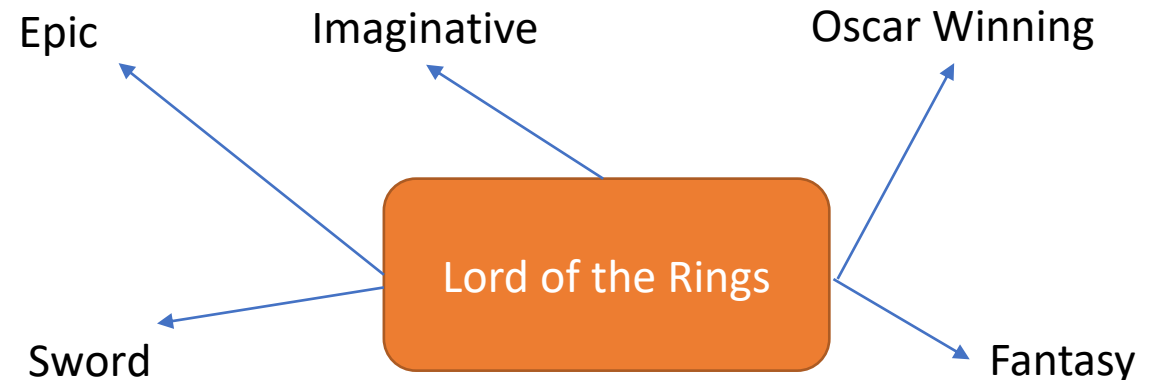 Epic
Imaginative
Oscar Winning
Lord of the Rings
Sword
Fantasy